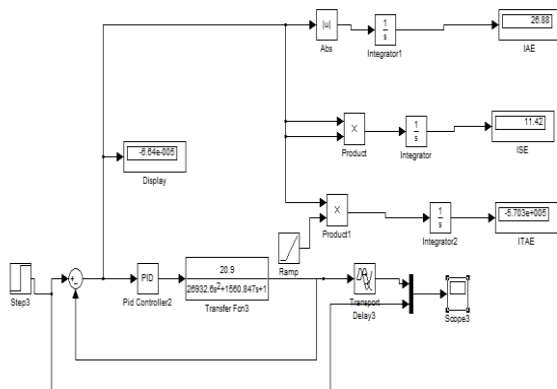 26.88
|u|
1
s
Abs
Integrator1
IAE
11.42
X
1
s
Product
Integrator
ISE
-6.64e-005
Display
-5.703e+005
X
1
s
Product1
Integrator2
ITAE
Ramp
20.9
PID
26932.6s²+1560.847s+1
Step3
Pid Controller2
Transfer Fcn3
Transport
Delay3
Scope3